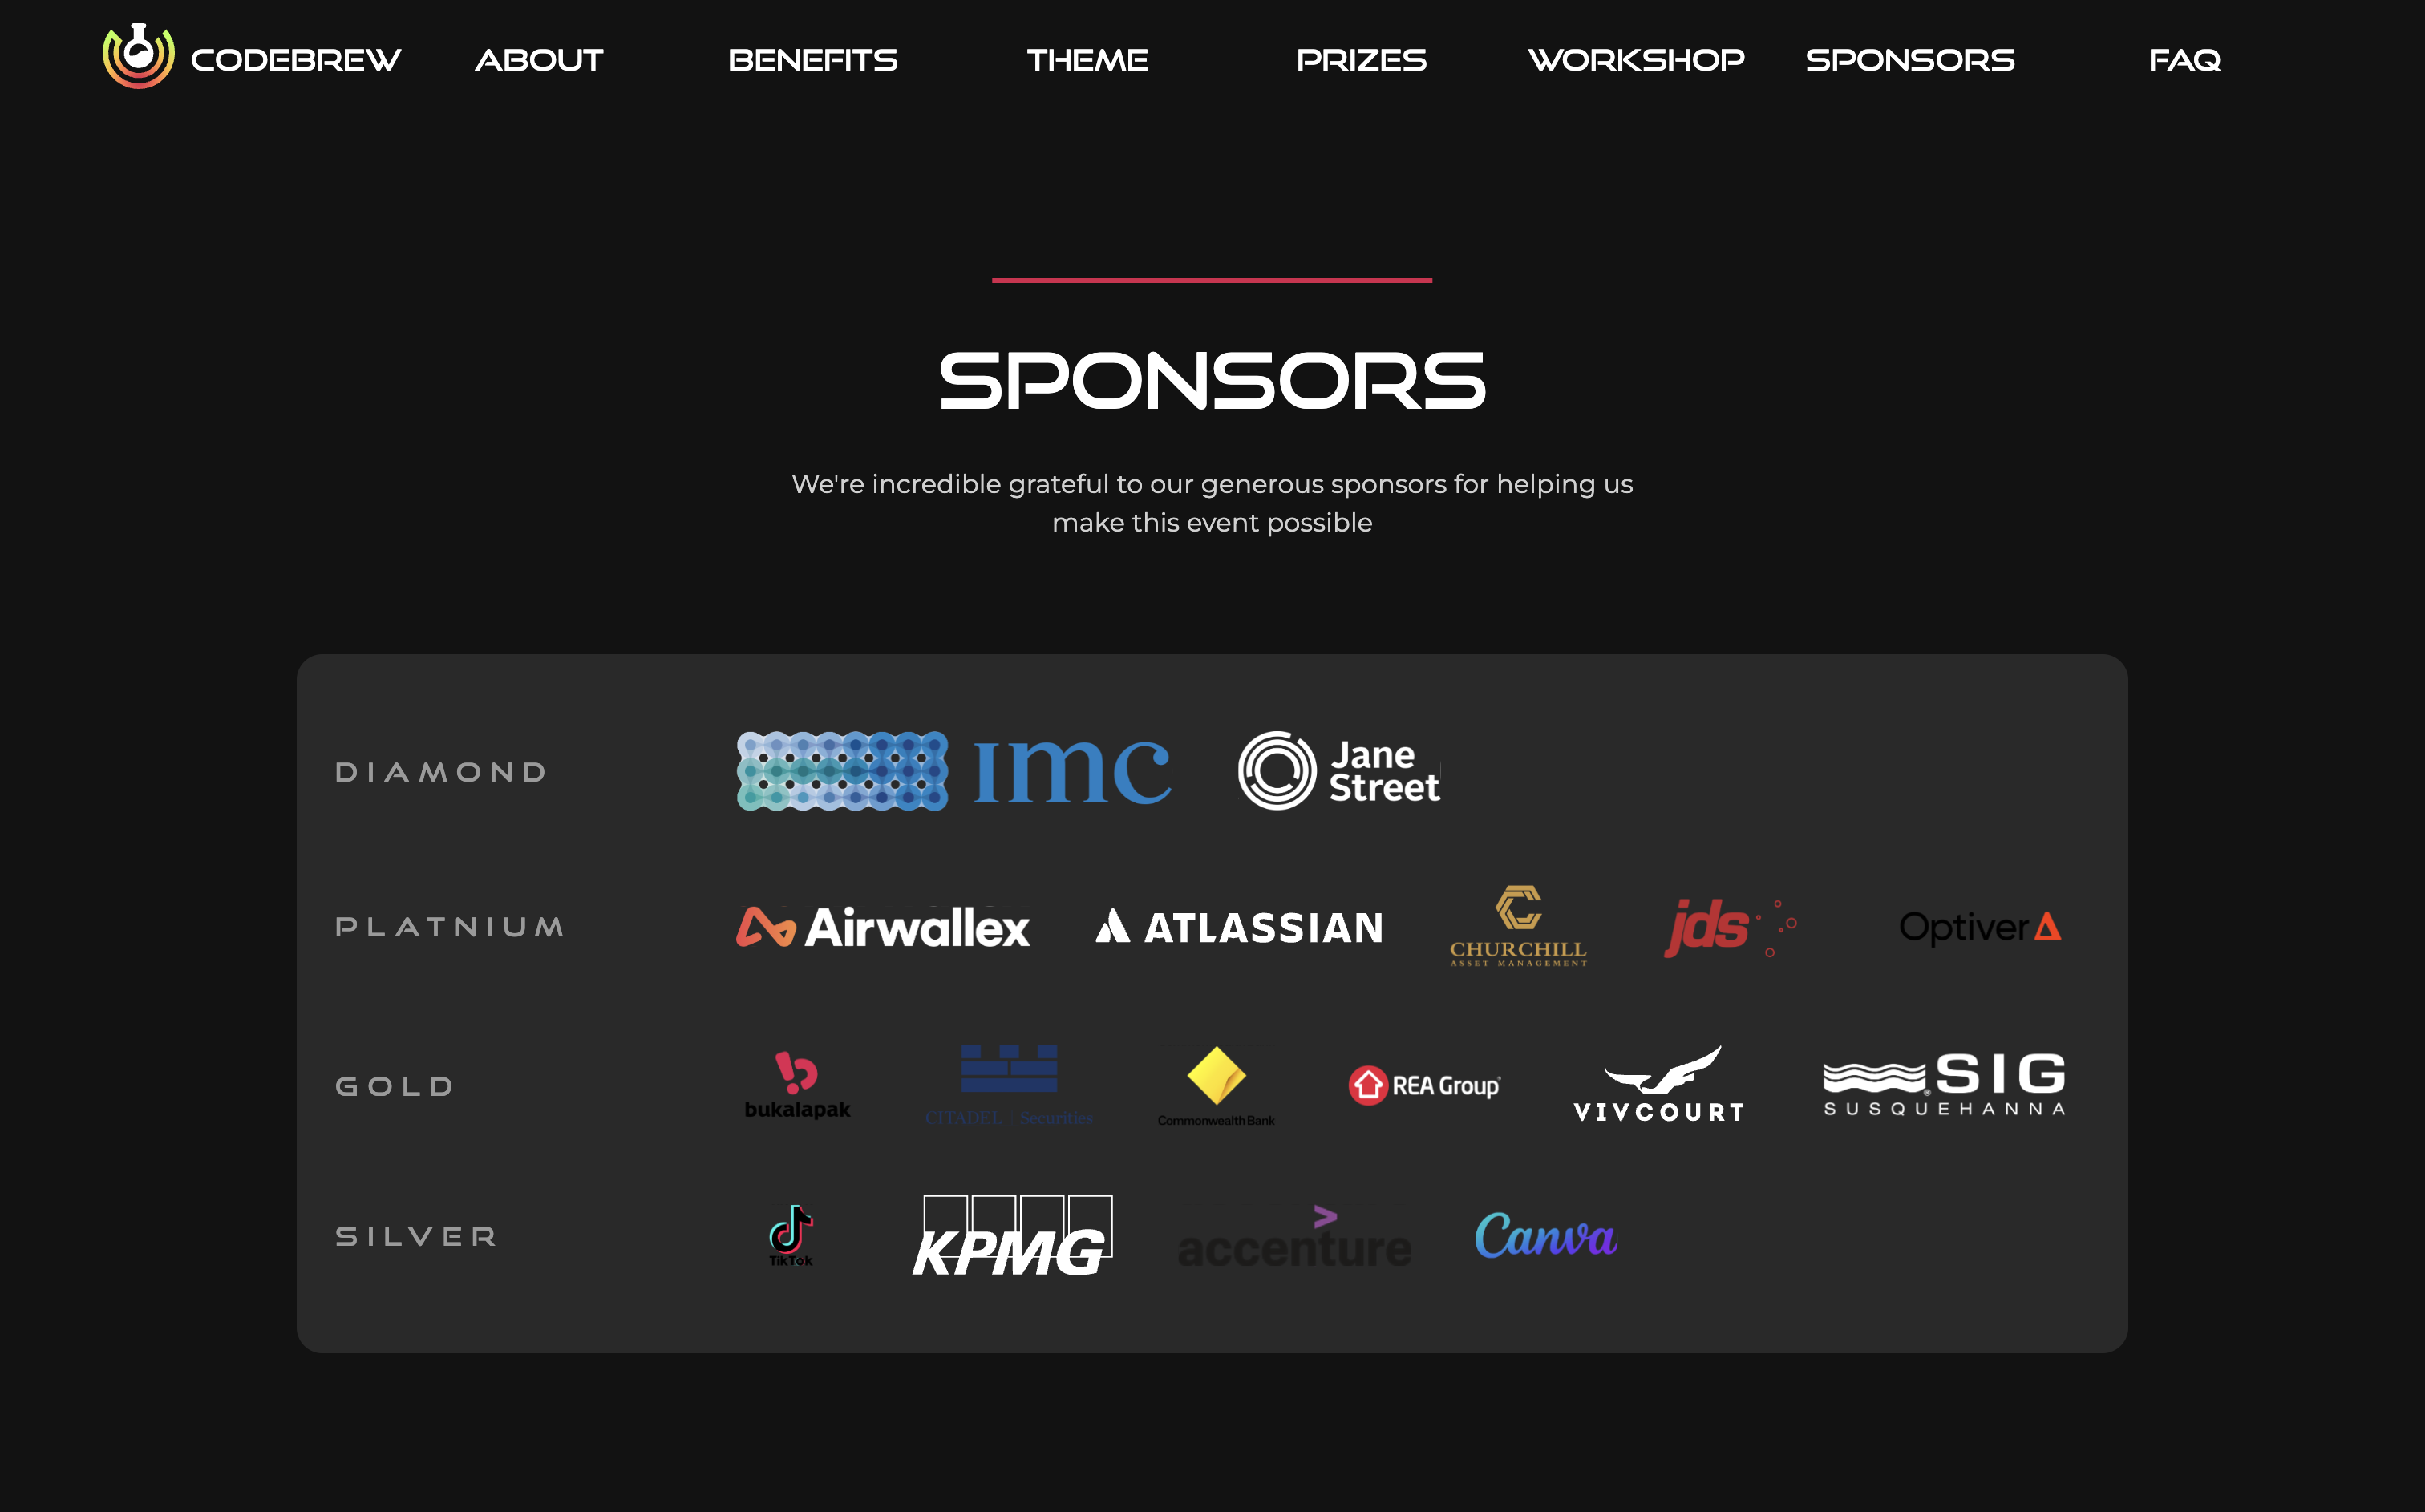 CODEBREW ABOUT BENEFITS THEME PRIZES WORKSHOP SPONSORS FAQ
SPONSORS
We're incredible grateful to our generous sponsors for helping us
make this event possible
DIAMOND
imc
Jane
Street
PLATNIUM
Airwallex
ATLASSIAN
CHURCHILL
ASSET MANAGEMENT
jds
Optiver
GOLD
bukalapak
CITADEL | Securities
CommonwealthBank
REA Group
VIVCOURT
SIG
SUSQUEHANNA
SILVER
TikTok
KPMG
accenture
Canva